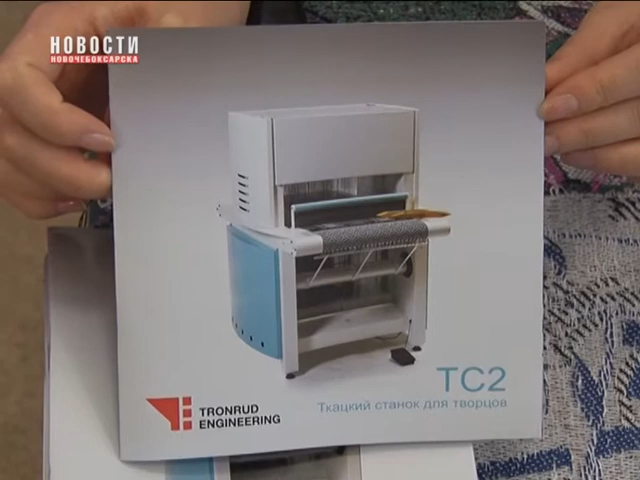 НОВОСТИ
НОВОЧЕБОКСАРСКА
TC2
Ткацкий станок для творцов
TRONRUD
ENGINEERING